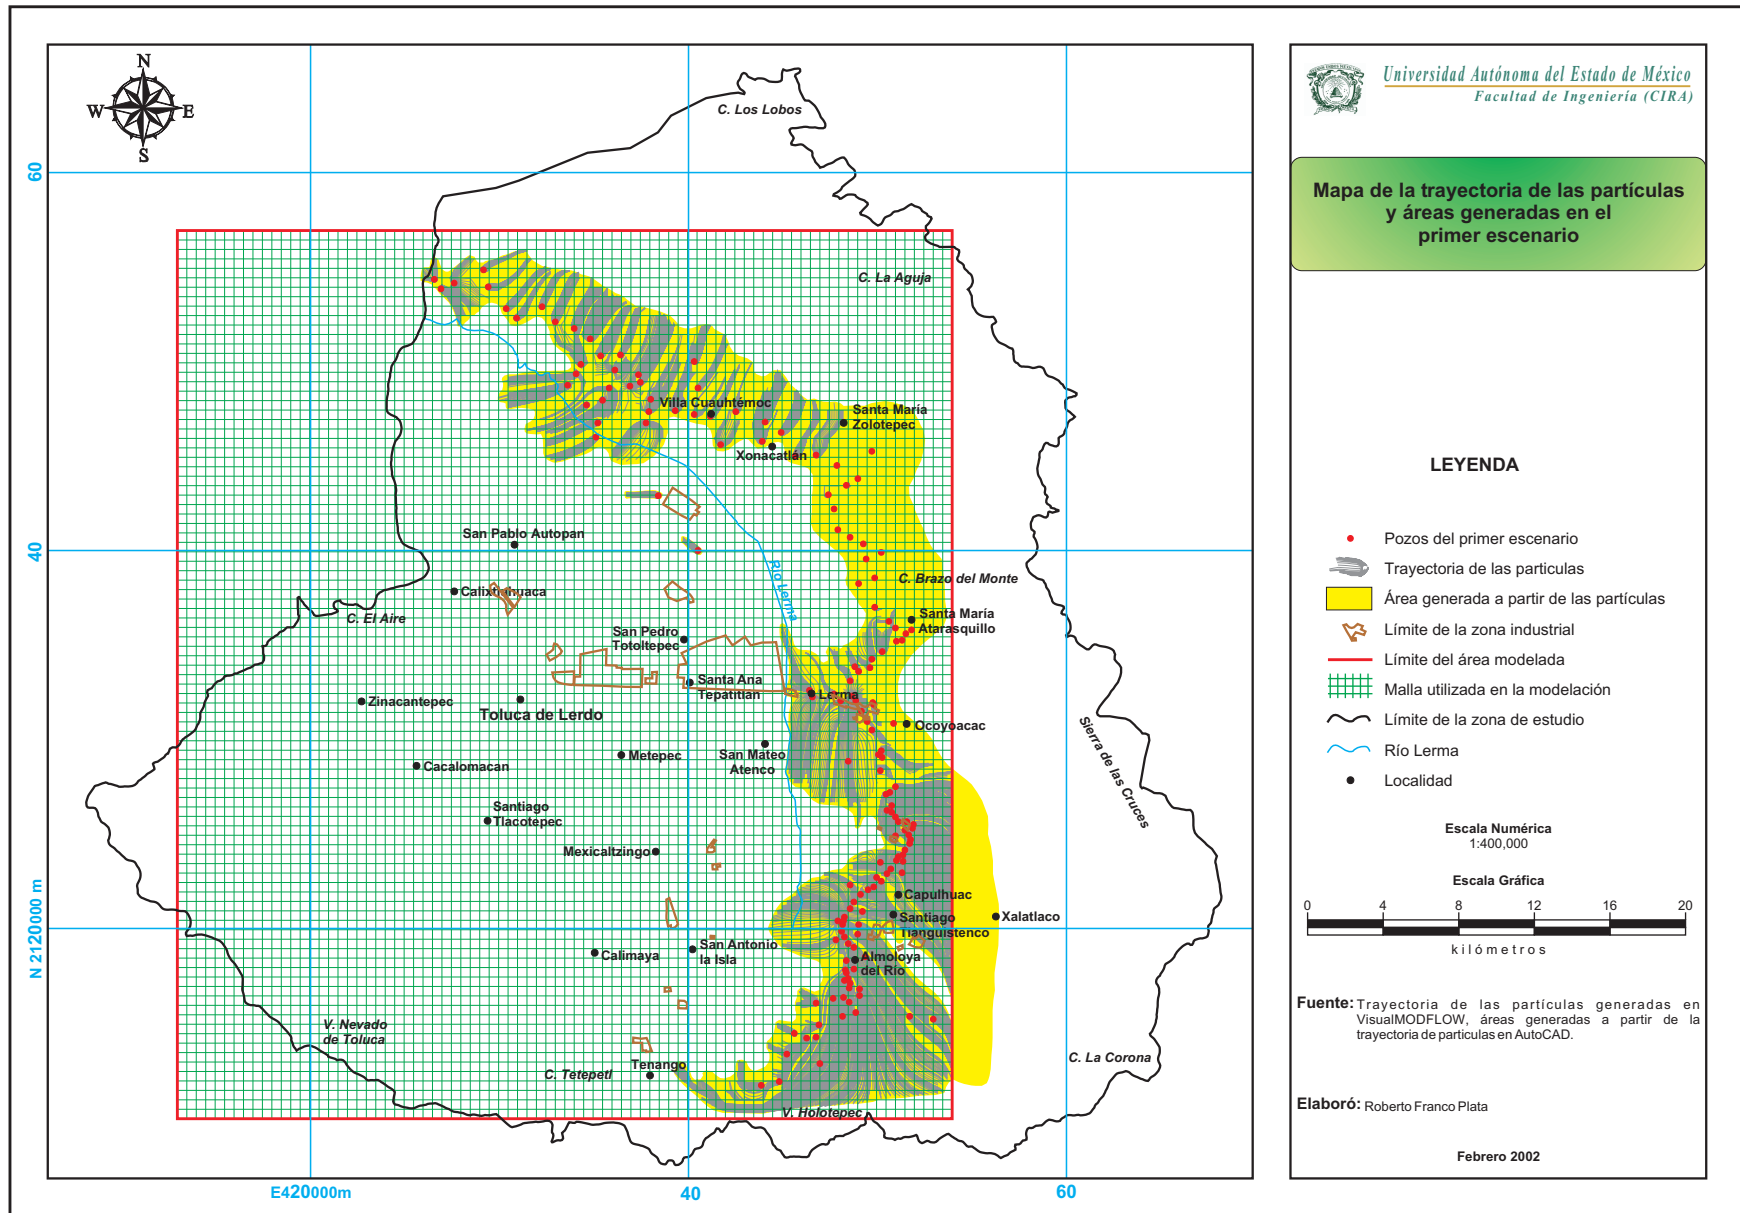 N
W
E
S
C. Los Lobos
60
C. La Aguja
Villa Cuauhtémoc
Santa María
Zolotepec
Xonacatlán
San Pablo Autopan
40
Río Lerma
C. Brazo del Monte
Calixtlahuaca
C. El Aire
Santa María
Atarasquillo
San Pedro
Totoltepec
Santa Ana
Tepatitlán
Lerma
Zinacantepec
Toluca de Lerdo
Ocoyoacac
Sierra de las Cruces
Metepec
San Mateo
Atenco
Cacalomacan
Santiago
Tlacotepec
Mexicaltzingo
Capulhuac
Santiago
Tianguistenco
Xalatlaco
N 2120000 m
San Antonio
la Isla
Calimaya
Almoloya
del Río
V. Nevado
de Toluca
C. La Corona
Tenango
C. Tetepetl
V. Holotepec
E420000m
40
60
Universidad Autónoma del Estado de México
Facultad de Ingeniería (CIRA)
Mapa de la trayectoria de las partículas
y áreas generadas en el
primer escenario
LEYENDA
Pozos del primer escenario
Trayectoria de las particulas
Área generada a partir de las partículas
Límite de la zona industrial
Límite del área modelada
Malla utilizada en la modelación
Límite de la zona de estudio
Río Lerma
Localidad
Escala Numérica
1:400,000
Escala Gráfica
0 4 8 12 16 20
kilómetros
Fuente: Trayectoria de las partículas generadas en
VisualMODFLOW, áreas generadas a partir de la
trayectoria de particulas en AutoCAD.
Elaboró: Roberto Franco Plata
Febrero 2002